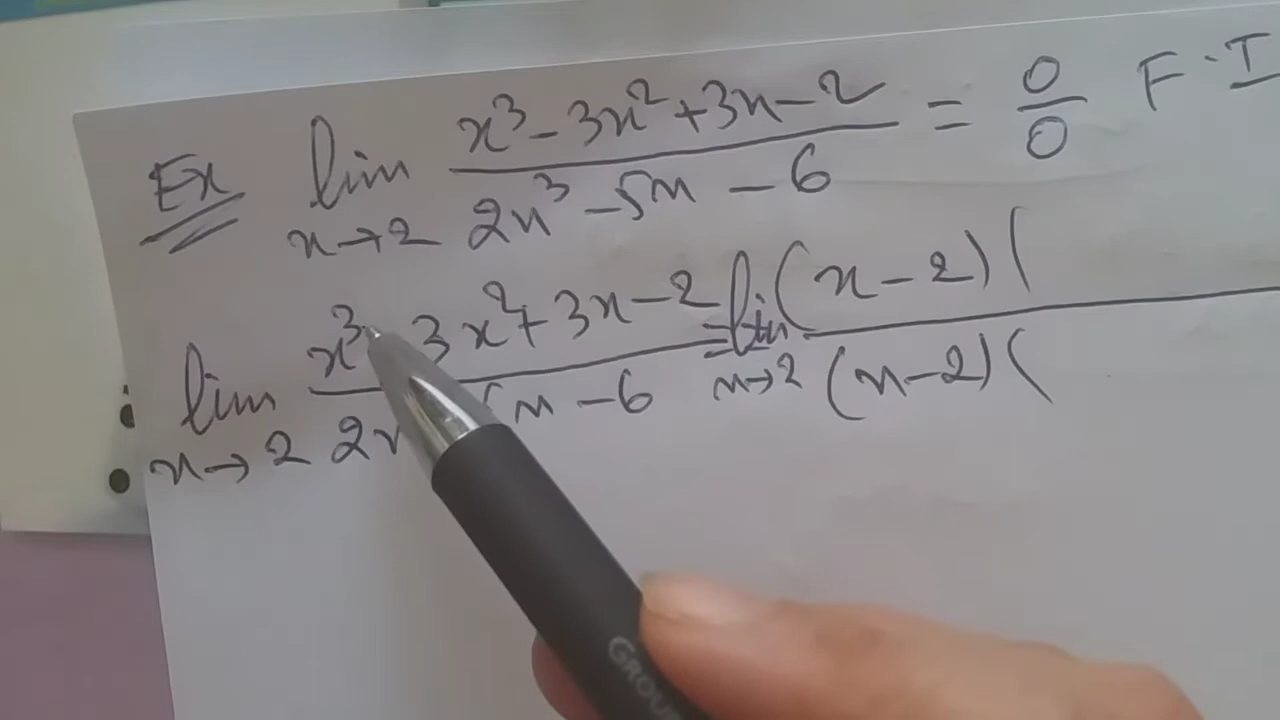 Ex lim x→2 (x³ - 3x² + 3x - 2)/(2x³ - 5x - 6) = 0/0 F.I
lim x→2 (x³ 3x² + 3x - 2)/(2x 5x - 6) = lim x→2 (x - 2)(/(x - 2)(
GROU